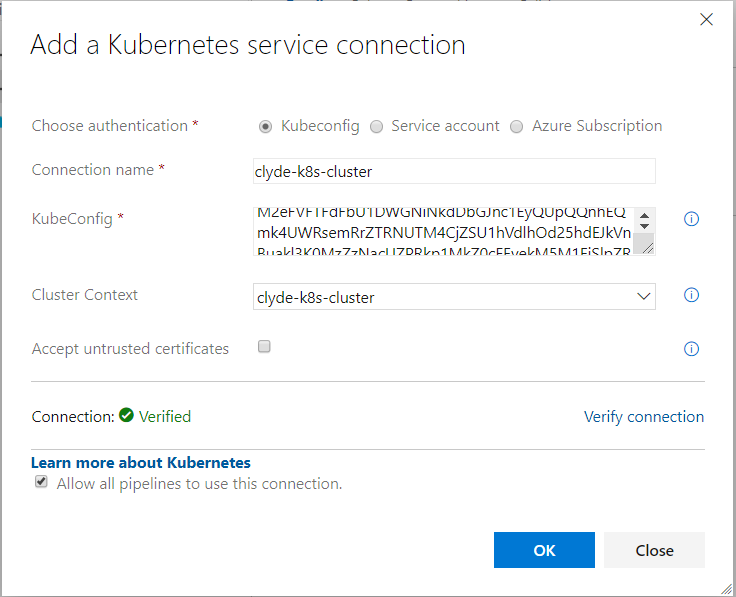 Add a Kubernetes service connection
Choose authentication * Kubeconfig Service account Azure Subscription
Connection name * clyde-k8s-cluster
KubeConfig *
mk4UWRsemRrZTRNUTM4CjZSU1hVdlhOd25hdEJkVn
Cluster Context clyde-k8s-cluster
Accept untrusted certificates
Connection: Verified Verify connection
Learn more about Kubernetes
Allow all pipelines to use this connection.
OK Close